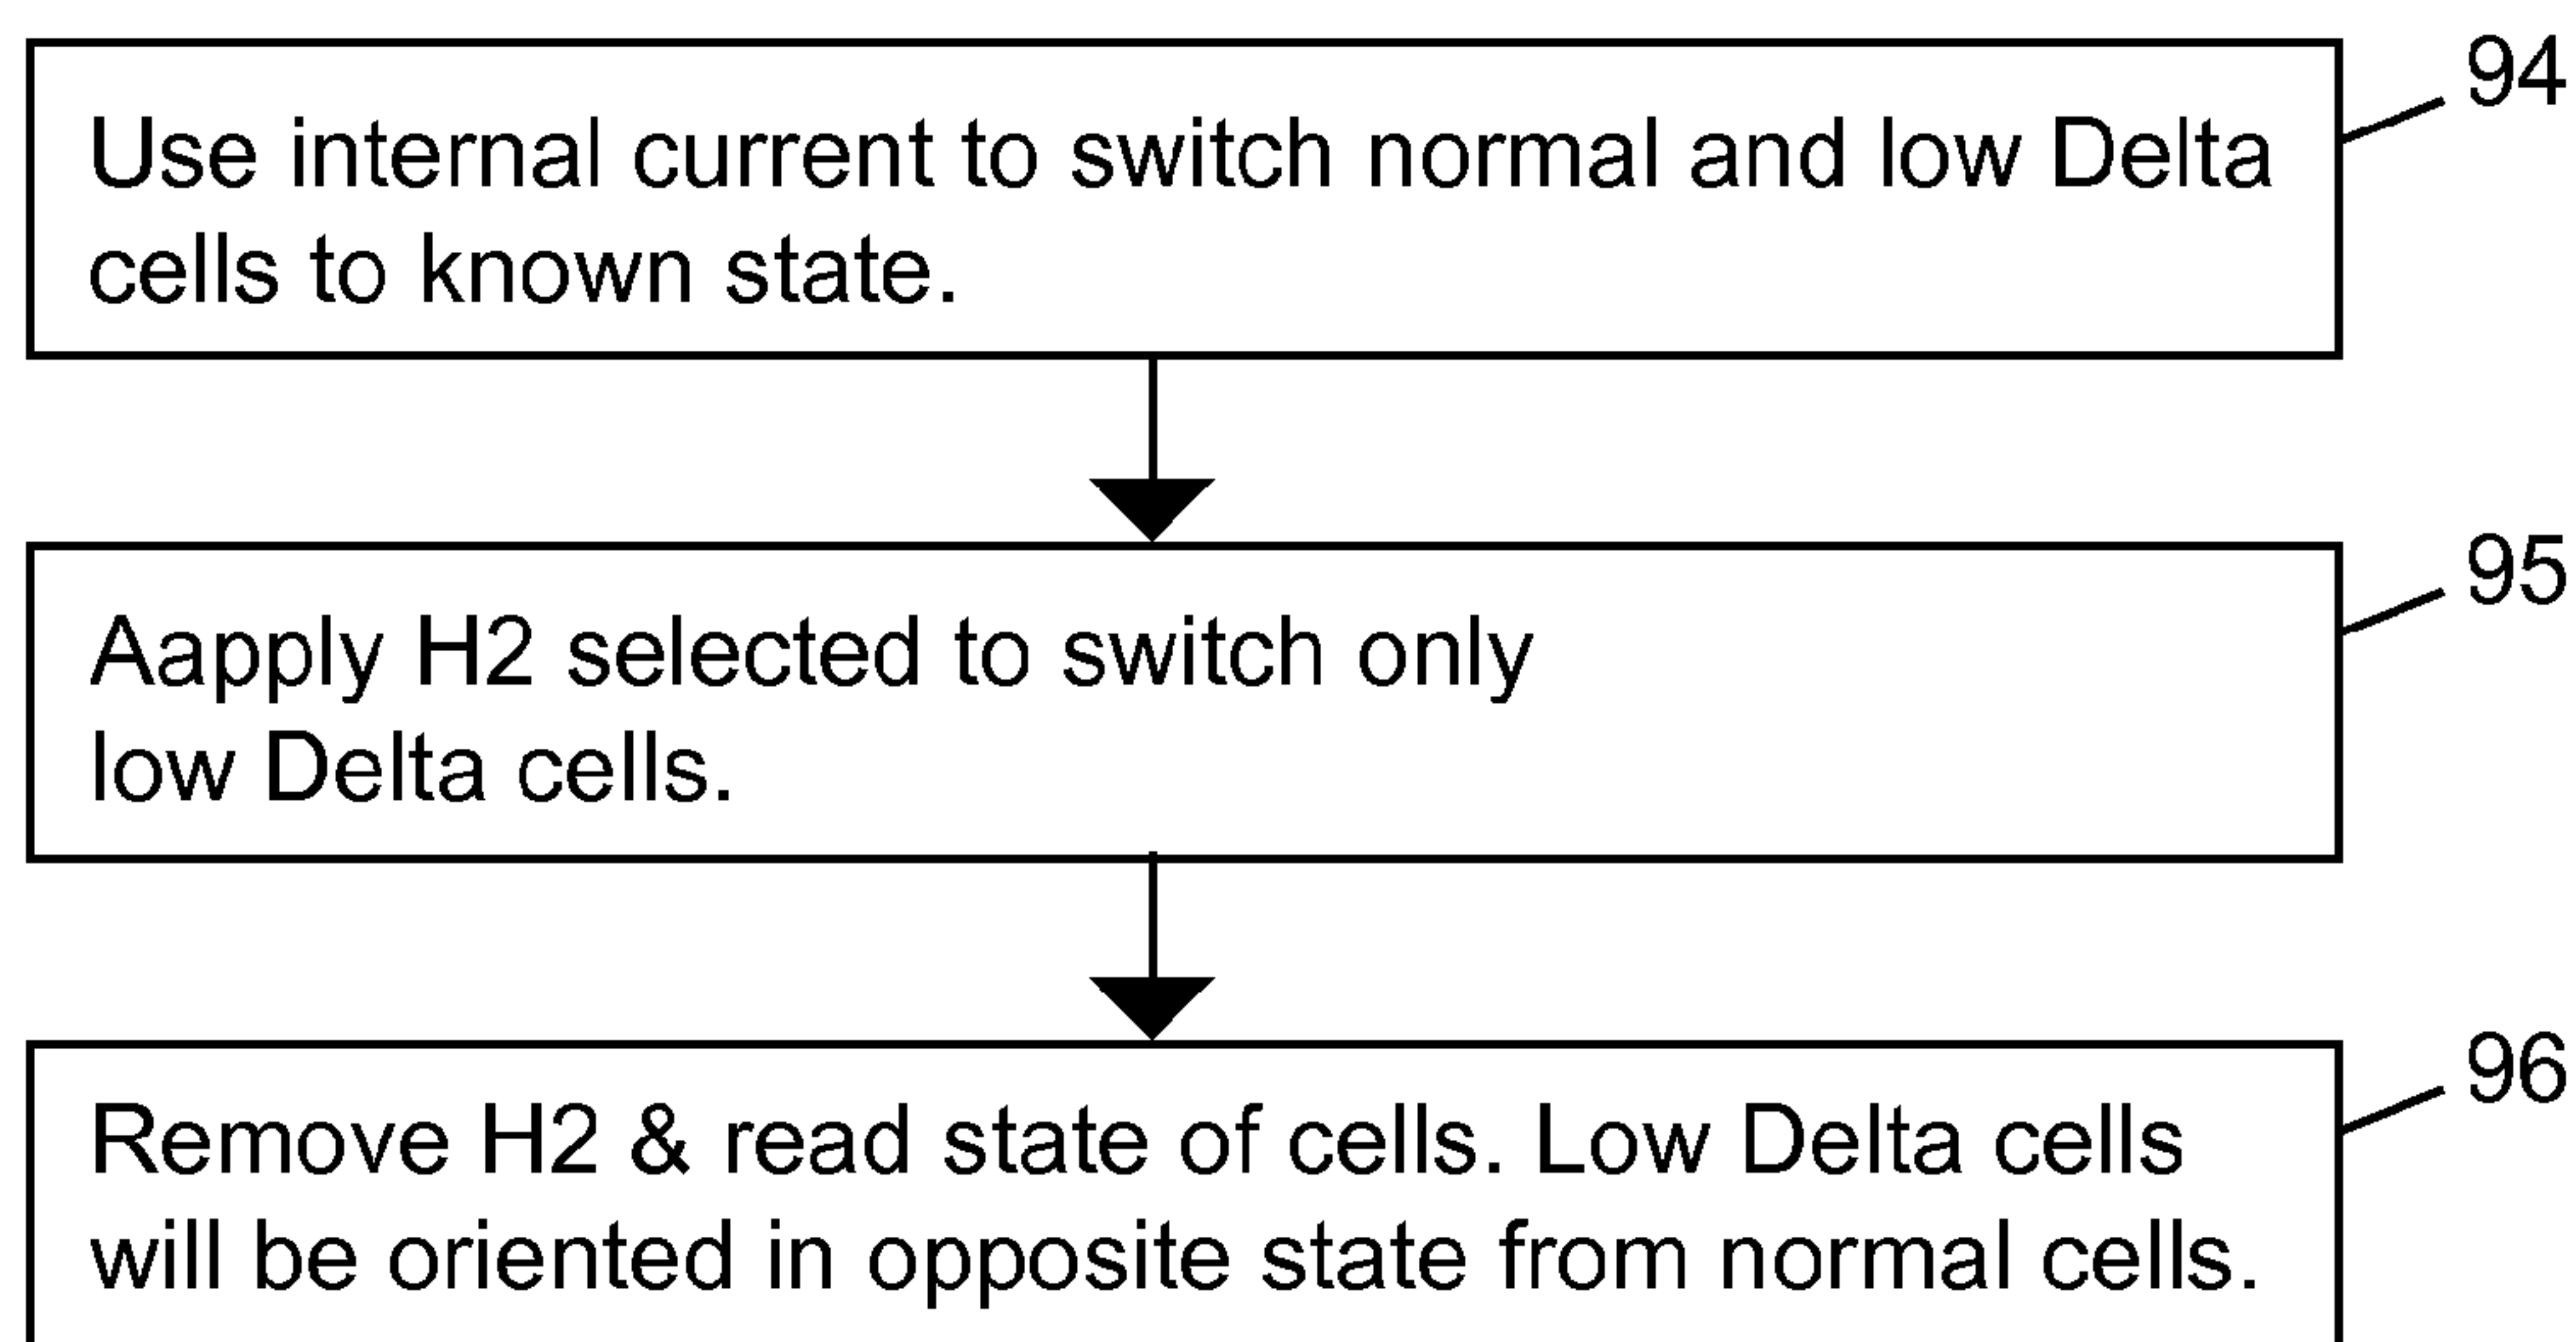 94
Use internal current to switch normal and low Delta
cells to known state.
95
Aapply H2 selected to switch only
low Delta cells.
96
Remove H2 & read state of cells. Low Delta cells
will be oriented in opposite state from normal cells.